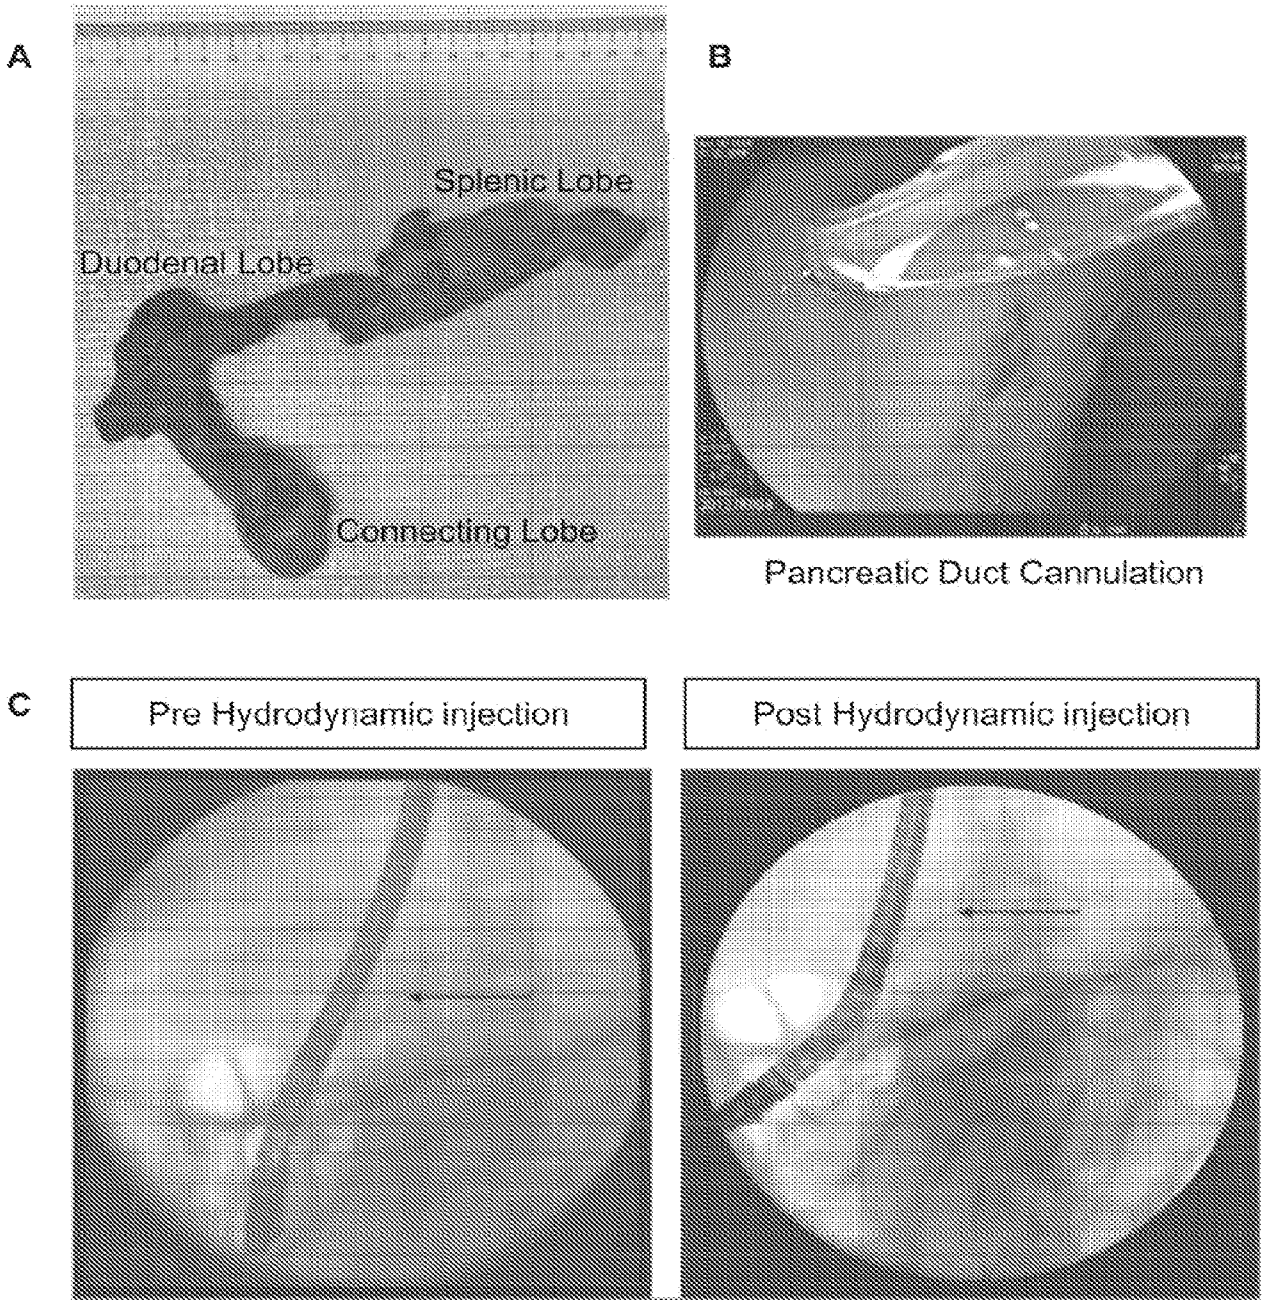 A
B
Splenic Lobe
Duodenal Lobe
Connecting Lobe
Pancreatic Duct Cannulation
C
Pre Hydrodynamic injection
Post Hydrodynamic injection